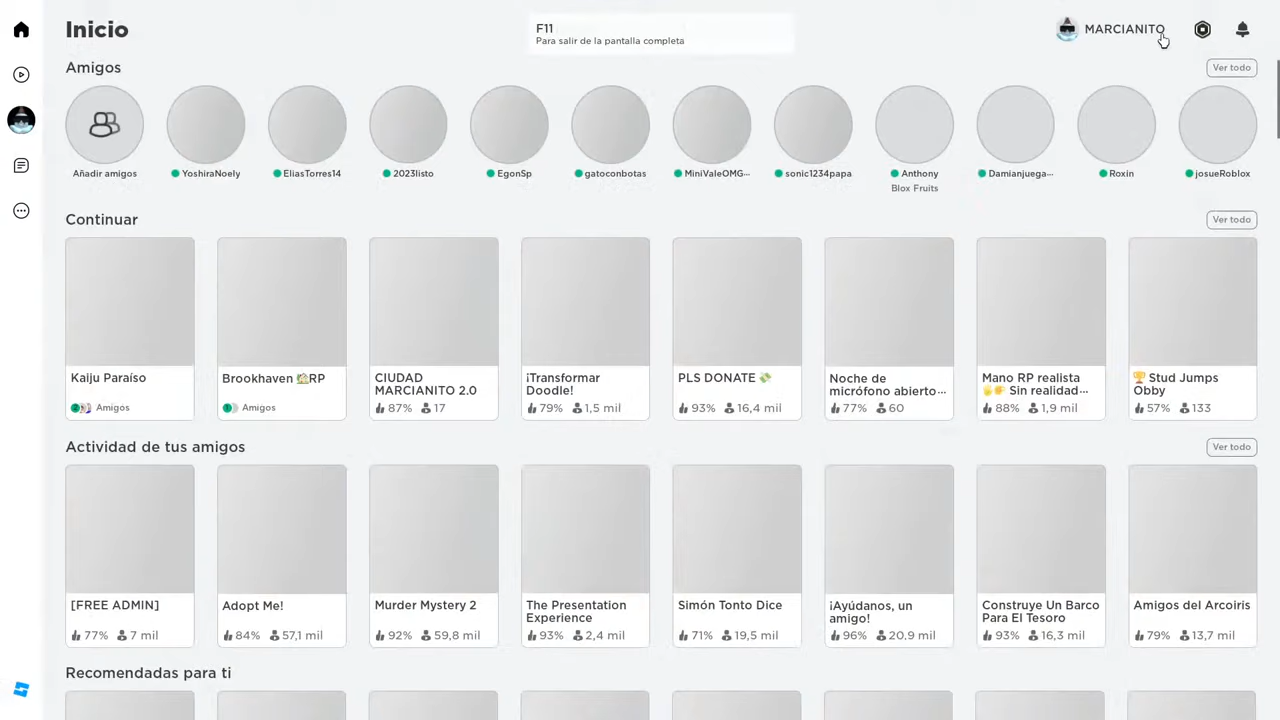 Inicio
F11
Para salir de la pantalla completa
MARCIANITO
Amigos
Ver todo
Añadir amigos
YoshiraNoely
EliasTorres14
2023listo
EgonSp
gatoconbotas
MiniValeOMG...
sonic1234papa
Anthony
Blox Fruits
Damianjuega...
Roxin
josueRoblox
Continuar
Ver todo
Kaiju Paraíso
Amigos
Brookhaven 🏡RP
Amigos
CIUDAD
MARCIANITO 2.0
87% 17
¡Transformar
Doodle!
79% 1,5 mil
PLS DONATE 💸
93% 16,4 mil
Noche de
micrófono abierto...
77% 60
Mano RP realista
🖐️🤛 Sin realidad...
88% 1,9 mil
🏆 Stud Jumps
Obby
57% 133
Actividad de tus amigos
Ver todo
[FREE ADMIN]
77% 7 mil
Adopt Me!
84% 57,1 mil
Murder Mystery 2
92% 59,8 mil
The Presentation
Experience
93% 2,4 mil
Simón Tonto Dice
71% 19,5 mil
¡Ayúdanos, un
amigo!
96% 20,9 mil
Construye Un Barco
Para El Tesoro
93% 16,3 mil
Amigos del Arcoiris
79% 13,7 mil
Recomendadas para ti